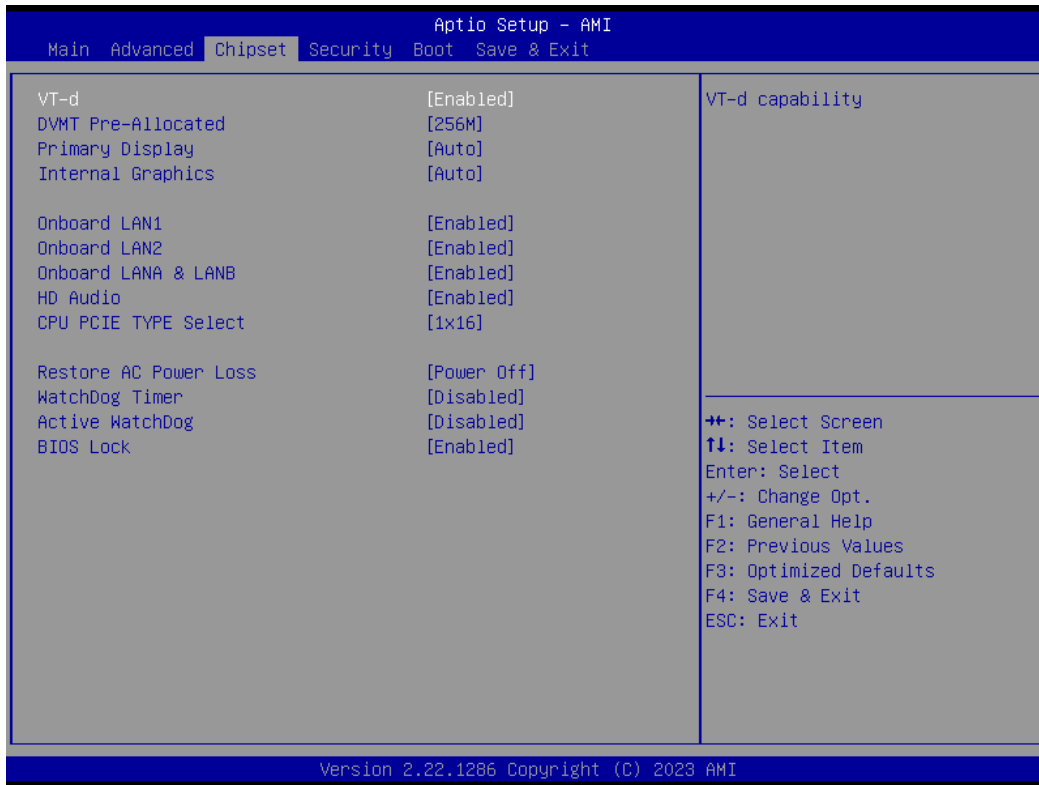 Aptio Setup - AMI
Main Advanced Chipset Security Boot Save & Exit
VT-d [Enabled]
DVMT Pre-Allocated [256M]
Primary Display [Auto]
Internal Graphics [Auto]
Onboard LAN1 [Enabled]
Onboard LAN2 [Enabled]
Onboard LANA & LANB [Enabled]
HD Audio [Enabled]
CPU PCIE TYPE Select [1x16]
Restore AC Power Loss [Power Off]
WatchDog Timer [Disabled]
Active WatchDog [Disabled]
BIOS Lock [Enabled]
VT-d capability
→←: Select Screen
↑↓: Select Item
Enter: Select
+/-: Change Opt.
F1: General Help
F2: Previous Values
F3: Optimized Defaults
F4: Save & Exit
ESC: Exit
Version 2.22.1286 Copyright (C) 2023 AMI